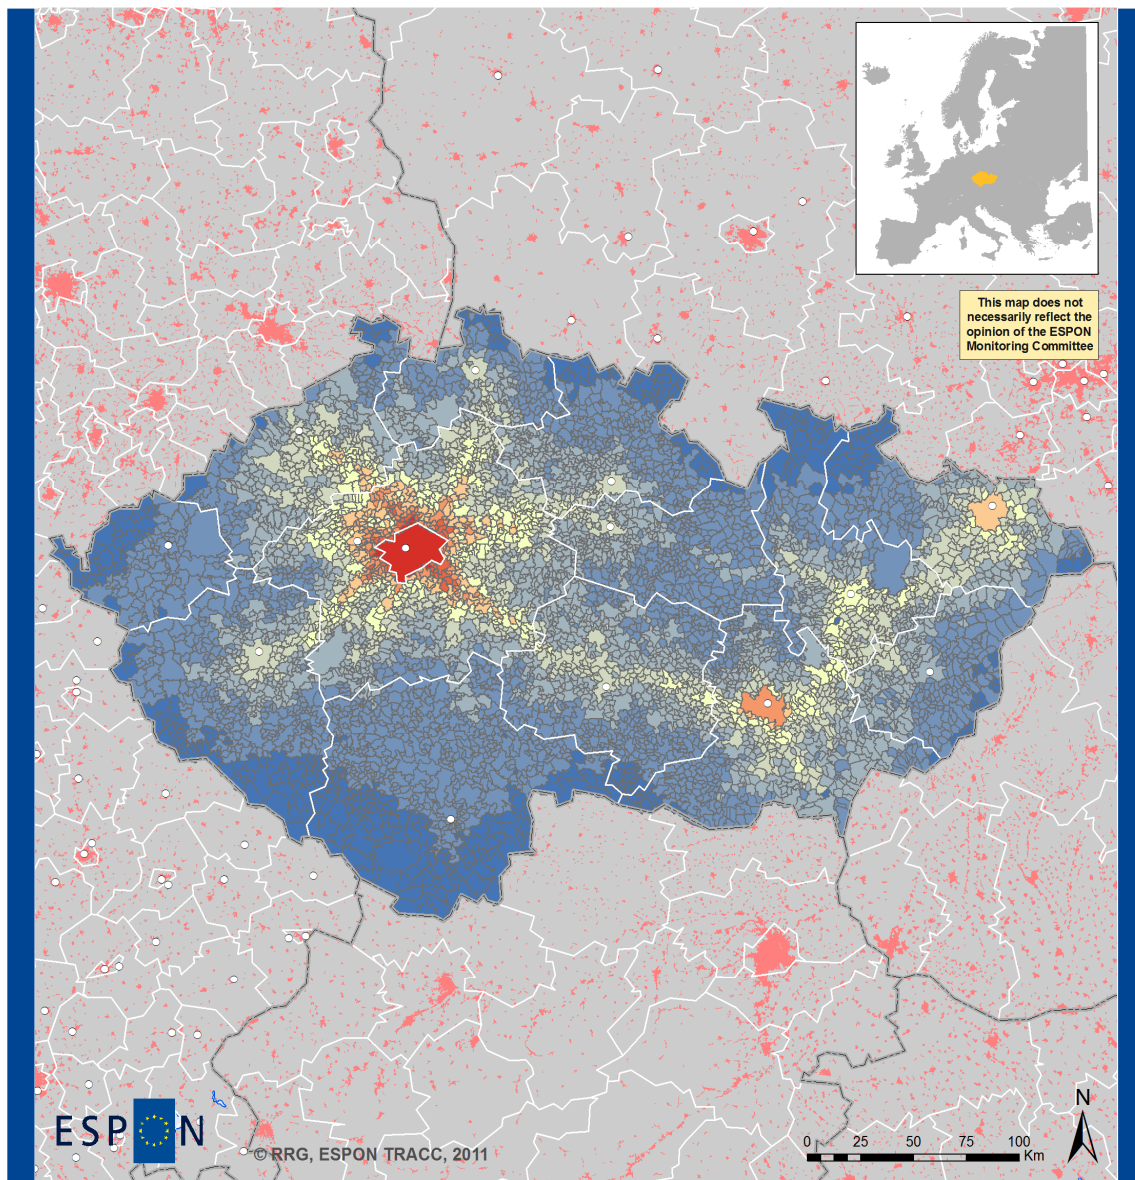 This map does not
necessarily reflect the
opinion of the ESPON
Monitoring Committee
ESPON
© RRG, ESPON TRACC, 2011
N
0 25 50 75 100
Km